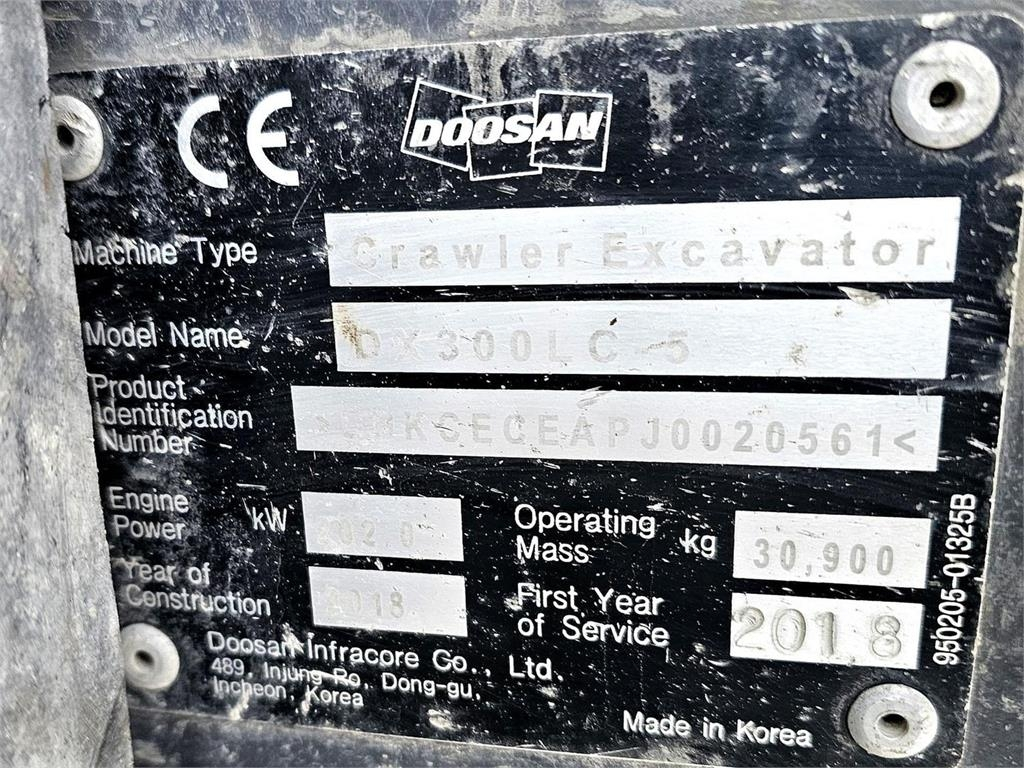 CE DOOSAN
Machine Type Crawler Excavator
Model Name DX300LC-5
Product
Identification
Number
Engine
Power kW
Operating
Mass kg 30,900
Year of
Construction 2018
First Year
of Service 2018
Doosan Infracore Co., Ltd.
489, Injung-Ro, Dong-gu,
Incheon, Korea
Made in Korea
950205-01325B